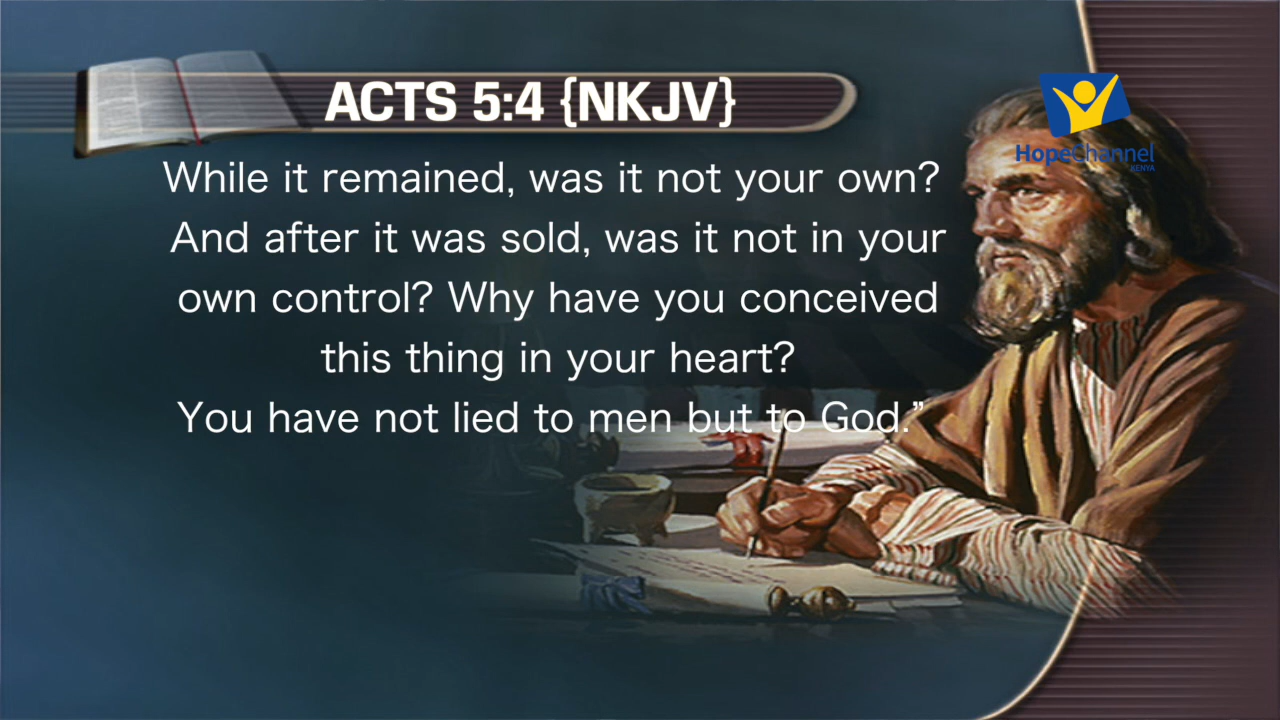 ACTS 5:4 {NKJV}
HopeChannel
KENYA
While it remained, was it not your own?
And after it was sold, was it not in your
own control? Why have you conceived
this thing in your heart?
You have not lied to men but to God.”